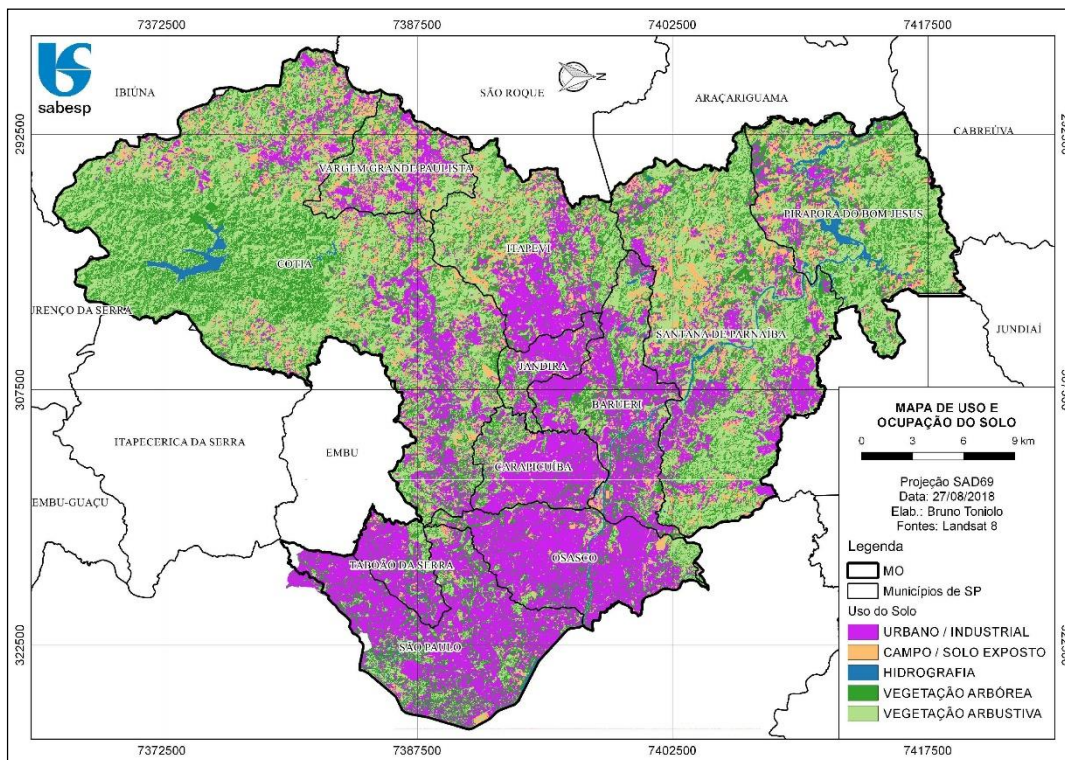 7372500
7387500
7402500
7417500
sabesp
N
IBIÚNA
SÃO ROQUE
ARAÇARIGUAMA
CABREÚVA
292500
292500
VARGEM GRANDE PAULISTA
PIRAPORA DO BOM JESUS
ITAPEVI
COTIA
URENÇO DA SERRA
SANTANA DE PARNAÍBA
JUNDIAÍ
JANDIRA
307500
307500
BARUERI
ITAPECERICA DA SERRA
EMBU
CARAPICUÍBA
EMBU-GUAÇU
OSASCO
TABOÃO DA SERRA
322500
322500
SÃO PAULO
MAPA DE USO E
OCUPAÇÃO DO SOLO
0 3 6 9 km
Projeção SAD69
Data: 27/08/2018
Elab.: Bruno Toniolo
Fontes: Landsat 8
Legenda
MO
Municípios de SP
Uso do Solo
URBANO / INDUSTRIAL
CAMPO / SOLO EXPOSTO
HIDROGRAFIA
VEGETAÇÃO ARBÓREA
VEGETAÇÃO ARBUSTIVA
7372500
7387500
7402500
7417500